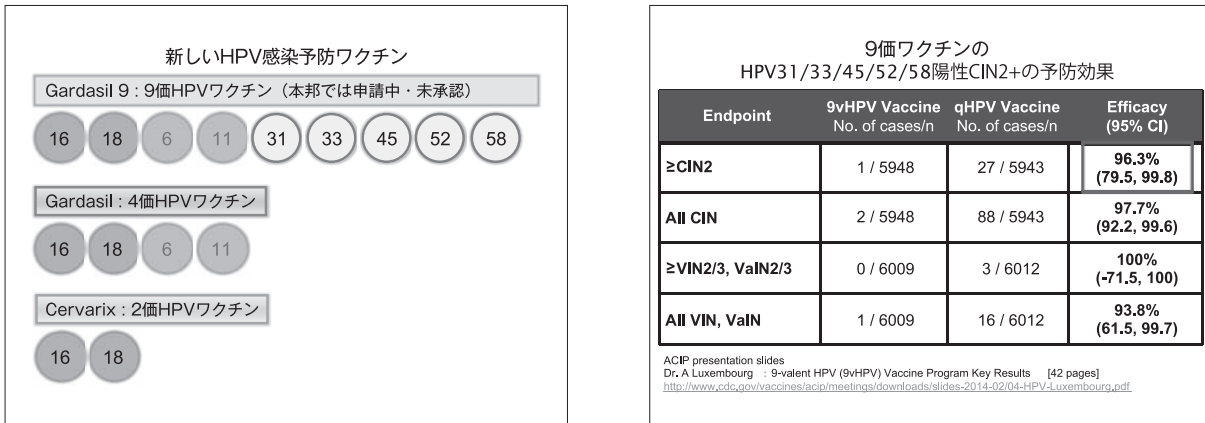 新しいHPV感染予防ワクチン
Gardasil 9：9価HPVワクチン（本邦では申請中・未承認）
16 18 6 11 31 33 45 52 58
Gardasil：4価HPVワクチン
16 18 6 11
Cervarix：2価HPVワクチン
16 18
9価ワクチンの
HPV31/33/45/52/58陽性CIN2+の予防効果
Endpoint 9vHPV Vaccine No. of cases/n qHPV Vaccine No. of cases/n Efficacy (95% CI)
≥CIN2 1 / 5948 27 / 5943 96.3% (79.5, 99.8)
All CIN 2 / 5948 88 / 5943 97.7% (92.2, 99.6)
≥VIN2/3, VaIN2/3 0 / 6009 3 / 6012 100% (-71.5, 100)
All VIN, VaIN 1 / 6009 16 / 6012 93.8% (61.5, 99.7)
ACIP presentation slides
Dr. A Luxembourg : 9-valent HPV (9vHPV) Vaccine Program Key Results [42 pages]
http://www.cdc.gov/vaccines/acip/meetings/downloads/slides-2014-02/04-HPV-Luxembourg.pdf